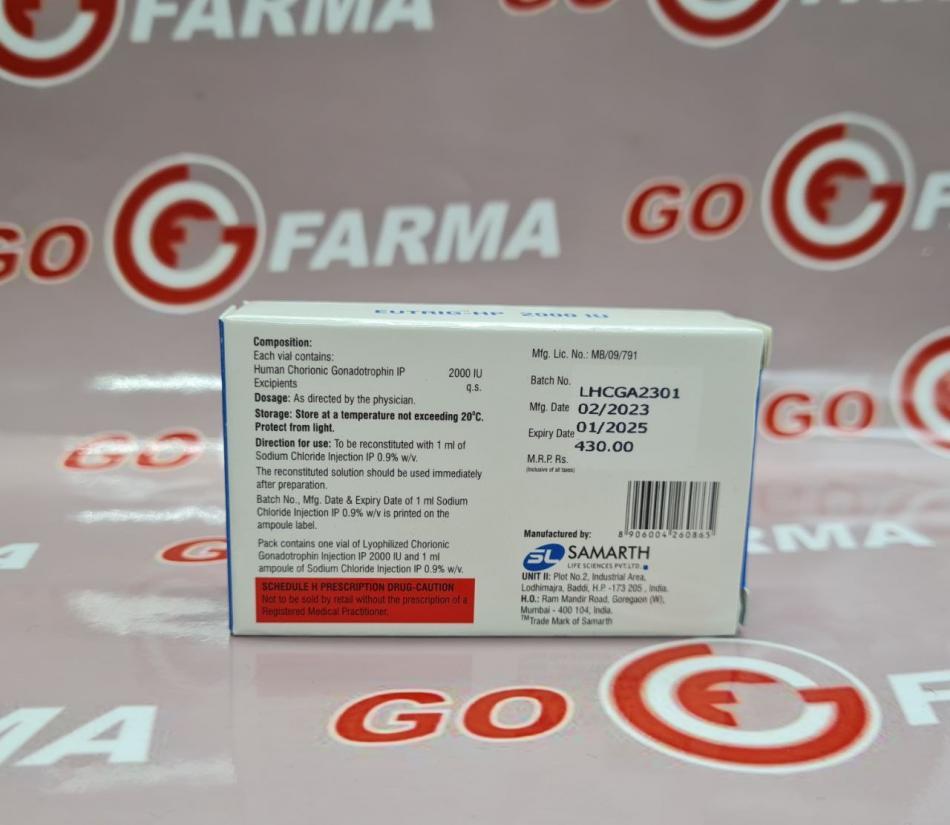 FARMA
GO
GO FARMA
GO F
EUTRIG-HP 2000 IU
Composition:
Each vial contains:
Human Chorionic Gonadotrophin IP 2000 IU
Excipients q.s.
Dosage: As directed by the physician.
Storage: Store at a temperature not exceeding 20°C.
Protect from light.
Direction for use: To be reconstituted with 1 ml of
Sodium Chloride Injection IP 0.9% w/v.
The reconstituted solution should be used immediately
after preparation.
Batch No., Mfg. Date & Expiry Date of 1 ml Sodium
Chloride Injection IP 0.9% w/v is printed on the
ampoule label.
Pack contains one vial of Lyophilized Chorionic
Gonadotrophin Injection IP 2000 IU and 1 ml
ampoule of Sodium Chloride Injection IP 0.9% w/v.
SCHEDULE H PRESCRIPTION DRUG-CAUTION
Not to be sold by retail without the prescription of a
Registered Medical Practitioner.
Mfg. Lic. No.: MB/09/791
Batch No. LHCGA2301
Mfg. Date 02/2023
Expiry Date 01/2025
M.R.P. Rs. 430.00
(Inclusive of all taxes)
8 906004 260865
Manufactured by:
SL SAMARTH
LIFE SCIENCES PVT.LTD.
UNIT II: Plot No.2, Industrial Area,
Lodhimajra, Baddi, H.P. -173 205, India.
H.O.: Ram Mandir Road, Goregaon (W),
Mumbai - 400 104, India.
TMTrade Mark of Samarth
GO
GO
RMA
MA
GO F